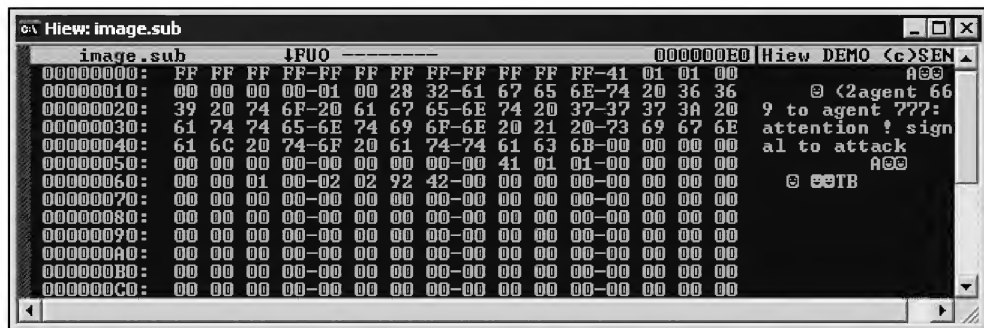 Hiew: image.sub
image.sub ↓FUO -------- 000000E0 Hiew DEMO (c)SEN
00000000: FF FF FF FF-FF FF FF FF-FF FF FF FF-41 01 01 00 A☺☺
00000010: 00 00 00 00-01 00 28 32-61 67 65 6E-74 20 36 36 ☺ (2agent 66
00000020: 39 20 74 6F-20 61 67 65-6E 74 20 37-37 37 3A 20 9 to agent 777:
00000030: 61 74 74 65-6E 74 69 6F-6E 20 21 20-73 69 67 6E attention ! sign
00000040: 61 6C 20 74-6F 20 61 74-74 61 63 6B-00 00 00 00 al to attack
00000050: 00 00 00 00-00 00 00 00-00 41 01 01-00 00 00 00 A☺☺
00000060: 00 00 01 00-02 02 92 42-00 00 00 00-00 00 00 00 ☺ ☻☻TB
00000070: 00 00 00 00-00 00 00 00-00 00 00 00-00 00 00 00
00000080: 00 00 00 00-00 00 00 00-00 00 00 00-00 00 00 00
00000090: 00 00 00 00-00 00 00 00-00 00 00 00-00 00 00 00
000000A0: 00 00 00 00-00 00 00 00-00 00 00 00-00 00 00 00
000000B0: 00 00 00 00-00 00 00 00-00 00 00 00-00 00 00 00
000000C0: 00 00 00 00-00 00 00 00-00 00 00 00-00 00 00 00